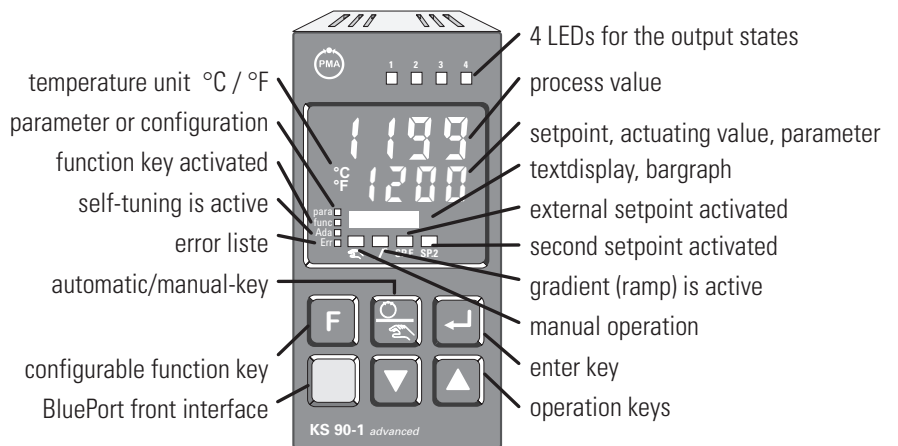 temperature unit °C / °F
parameter or configuration
function key activated
self-tuning is active
error liste
automatic/manual-key
configurable function key
BluePort front interface
PMA
1 2 3 4
1199
°C
°F
1200
para
func
Ada
Err
SP.E SP.2
F
KS 90-1 advanced
4 LEDs for the output states
process value
setpoint, actuating value, parameter
textdisplay, bargraph
external setpoint activated
second setpoint activated
gradient (ramp) is active
manual operation
enter key
operation keys